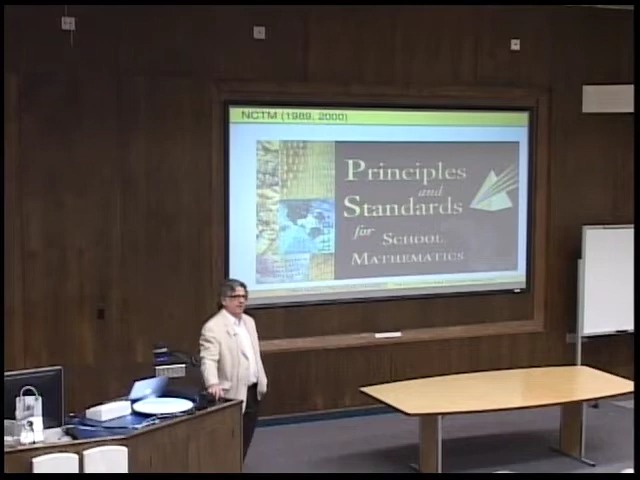 NCTM (1989, 2000)
Principles
and
Standards
for
School
Mathematics